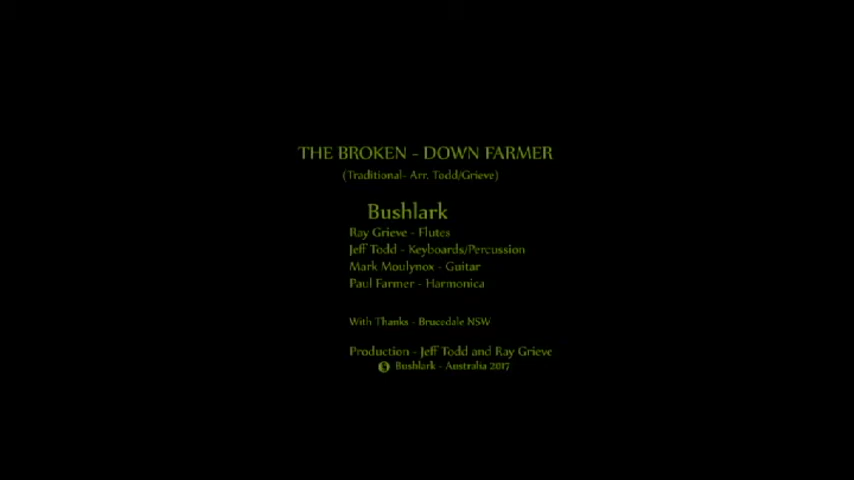 THE BROKEN - DOWN FARMER
(Traditional- Arr. Todd/Grieve)
Bushlark
Ray Grieve - Flutes
Jeff Todd - Keyboards/Percussion
Mark Moulynox - Guitar
Paul Farmer - Harmonica
With Thanks - Brucedale NSW
Production - Jeff Todd and Ray Grieve
Bushlark - Australia 2017